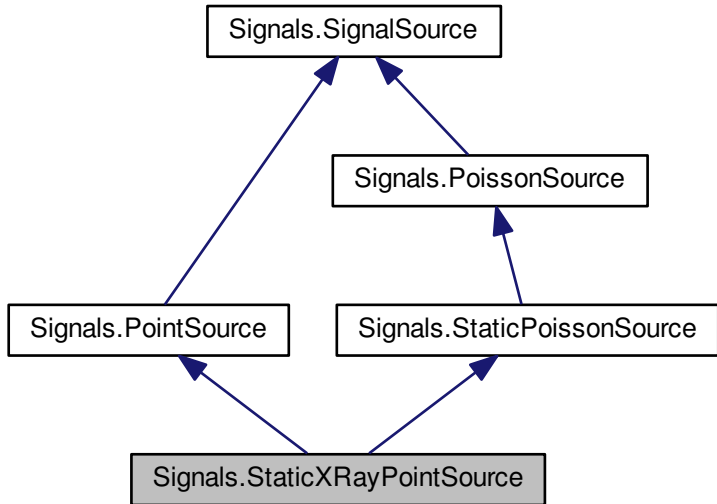 Signals.SignalSource
Signals.PoissonSource
Signals.PointSource
Signals.StaticPoissonSource
Signals.StaticXRayPointSource